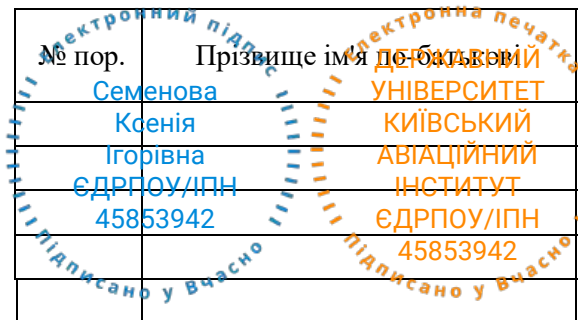 № пор. Прізвище ім'я по-батькові
електронний підпис
Семенова
Ксенія
Ігорівна
ЄДРПОУ/ІПН
45853942
Підписано у Вчасно
електронна печатка
ДЕРЖАВНИЙ
УНІВЕРСИТЕТ
КИЇВСЬКИЙ
АВІАЦІЙНИЙ
ІНСТИТУТ
ЄДРПОУ/ІПН
45853942
Підписано у Вчасно